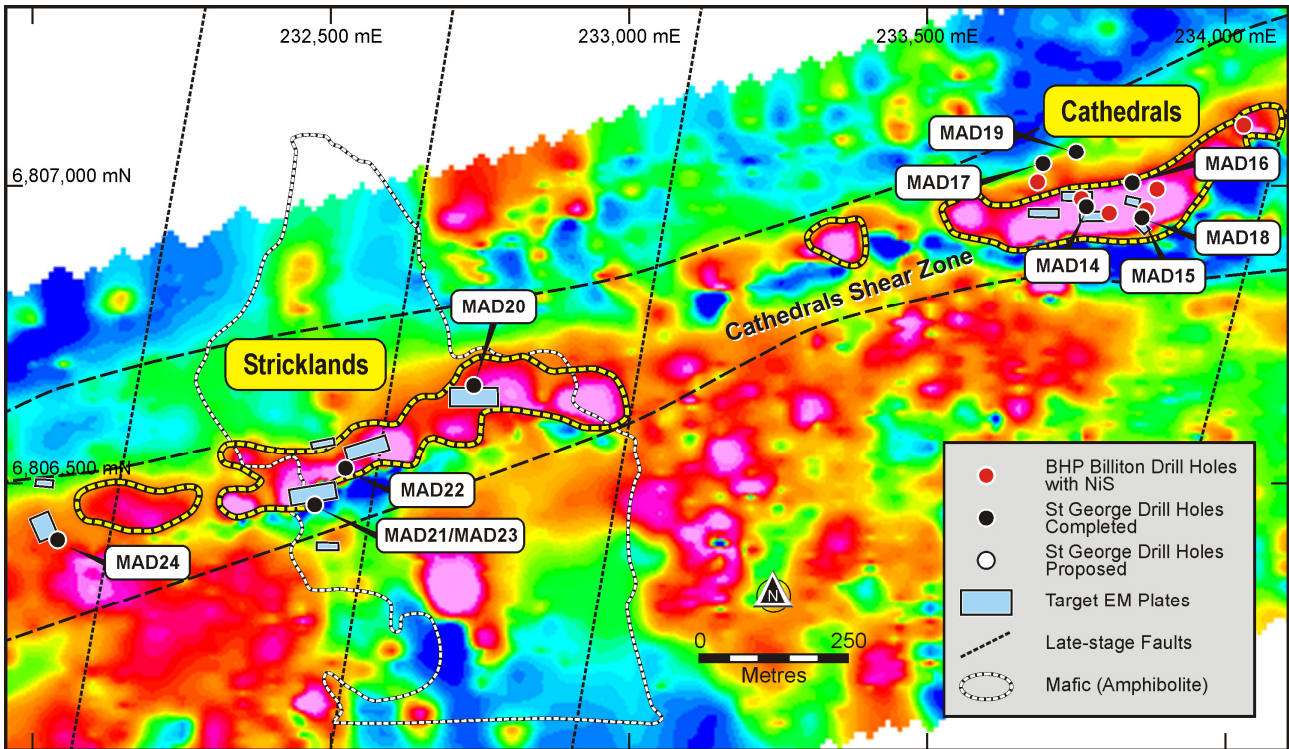 232,500 mE
233,000 mE
233,500 mE
234,000 mE
Cathedrals
MAD19
MAD16
6,807,000 mN
MAD17
MAD18
MAD14
MAD15
Cathedrals Shear Zone
MAD20
Stricklands
6,806,500 mN
MAD22
MAD21/MAD23
MAD24
BHP Billiton Drill Holes
with NiS
St George Drill Holes
Completed
St George Drill Holes
Proposed
Target EM Plates
Late-stage Faults
Mafic (Amphibolite)
N
0
250
Metres